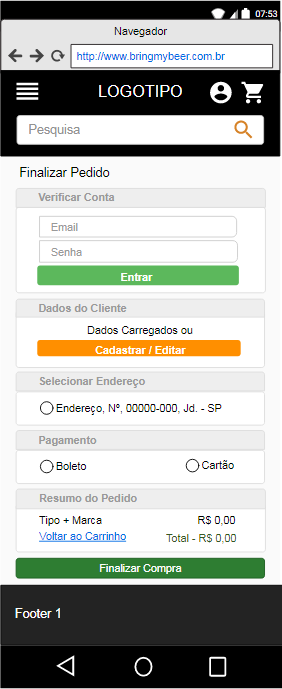 07:53
Navegador
http://www.bringmybeer.com.br
LOGOTIPO
Pesquisa
Finalizar Pedido
Verificar Conta
Email
Senha
Entrar
Dados do Cliente
Dados Carregados ou
Cadastrar / Editar
Selecionar Endereço
Endereço, Nº, 00000-000, Jd. - SP
Pagamento
Boleto Cartão
Resumo do Pedido
Tipo + Marca R$ 0,00
Voltar ao Carrinho Total - R$ 0,00
Finalizar Compra
Footer 1